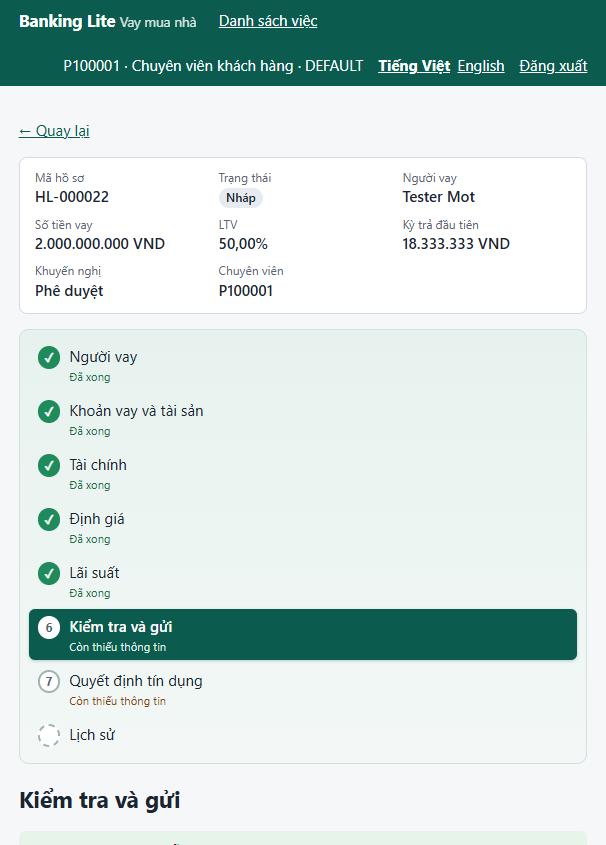 Banking Lite Vay mua nhà Danh sách việc
P100001 · Chuyên viên khách hàng · DEFAULT Tiếng Việt English Đăng xuất
← Quay lại
Mã hồ sơ Trạng thái Người vay
HL-000022 Nháp Tester Mot
Số tiền vay LTV Kỳ trả đầu tiên
2.000.000.000 VND 50,00% 18.333.333 VND
Khuyến nghị Chuyên viên
Phê duyệt P100001
Người vay
Đã xong
Khoản vay và tài sản
Đã xong
Tài chính
Đã xong
Định giá
Đã xong
Lãi suất
Đã xong
6 Kiểm tra và gửi
Còn thiếu thông tin
7 Quyết định tín dụng
Còn thiếu thông tin
Lịch sử
Kiểm tra và gửi